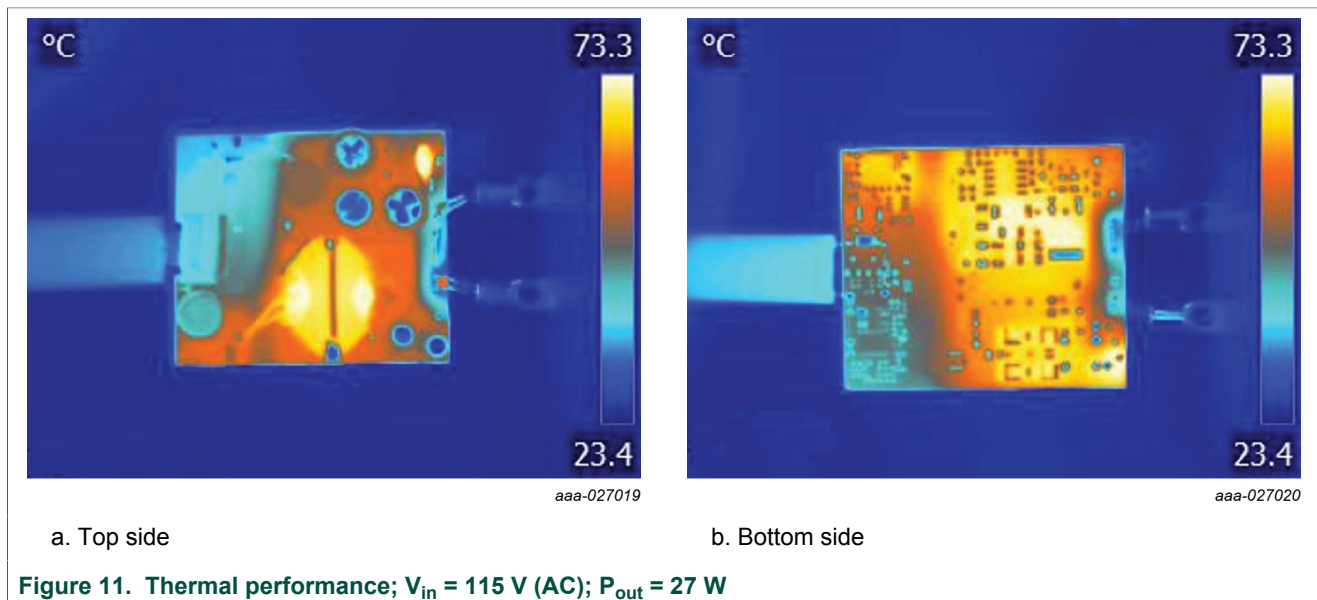 °C 73.3
23.4
aaa-027019
a. Top side
°C 73.3
23.4
aaa-027020
b. Bottom side
Figure 11. Thermal performance; Vin = 115 V (AC); Pout = 27 W